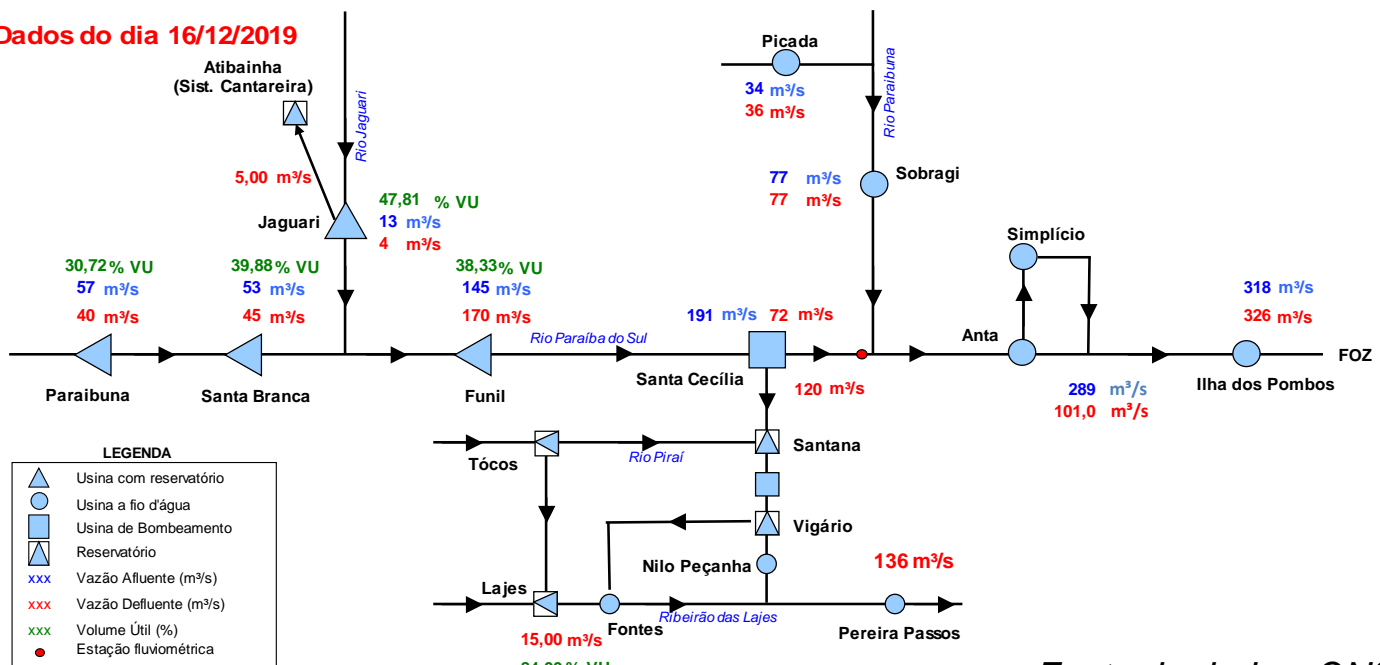 Dados do dia 16/12/2019
Atibainha
(Sist. Cantareira)
Rio Jaguari
5,00 m³/s
Jaguari
47,81 % VU
13 m³/s
4 m³/s
Picada
34 m³/s
36 m³/s
Rio Paraibuna
77 m³/s
77 m³/s
Sobragi
30,72% VU
57 m³/s
40 m³/s
Paraibuna
39,88% VU
53 m³/s
45 m³/s
Santa Branca
38,33% VU
145 m³/s
170 m³/s
Funil
Rio Paraíba do Sul
191 m³/s 72 m³/s
Santa Cecília
120 m³/s
Simplício
Anta
289 m³/s
101,0 m³/s
318 m³/s
326 m³/s
Ilha dos Pombos
FOZ
Tócos
Rio Piraí
Santana
Vigário
Nilo Peçanha
136 m³/s
Lajes
Fontes
Ribeirão das Lajes
Pereira Passos
15,00 m³/s
LEGENDA
Usina com reservatório
Usina a fio d'água
Usina de Bombeamento
Reservatório
xxx Vazão Afluente (m³/s)
xxx Vazão Defluente (m³/s)
xxx Volume Útil (%)
Estação fluviométrica